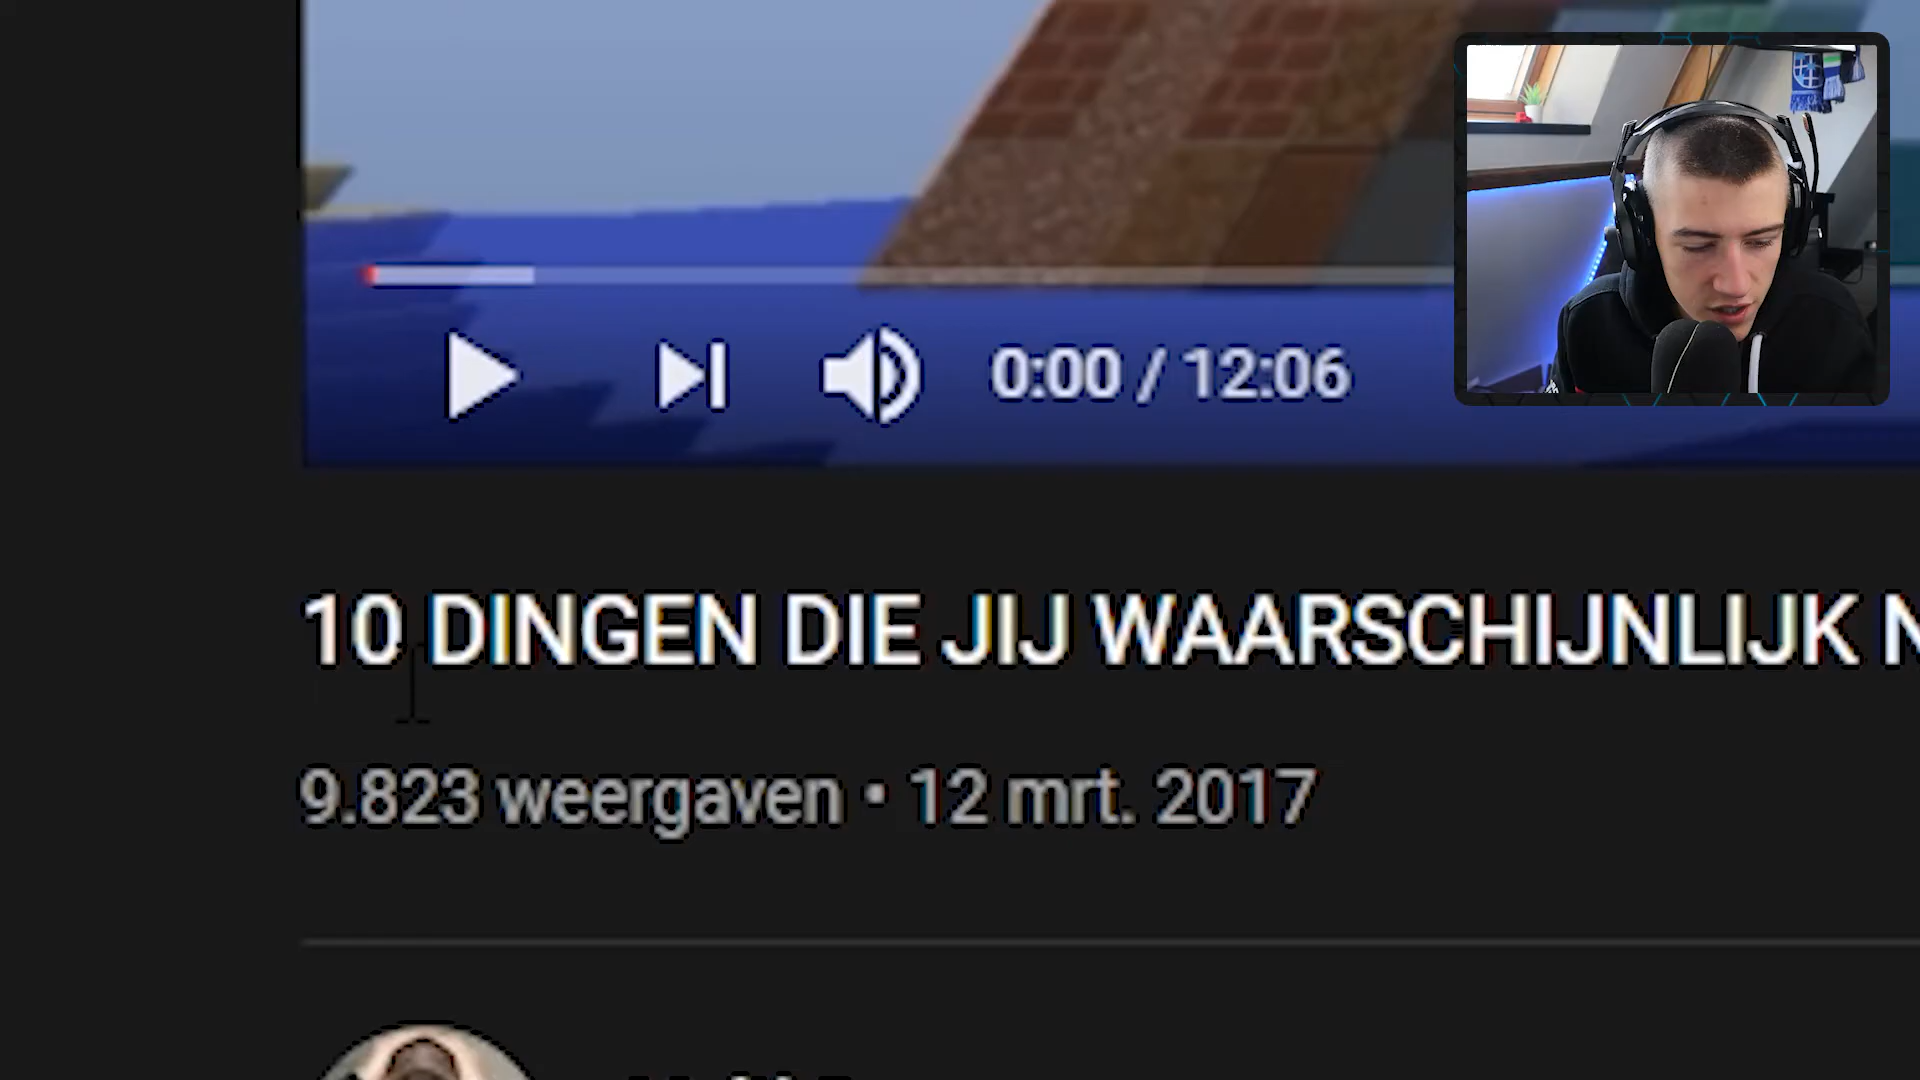 0:00 / 12:06
10 DINGEN DIE JIJ WAARSCHIJNLIJK N
9.823 weergaven • 12 mrt. 2017